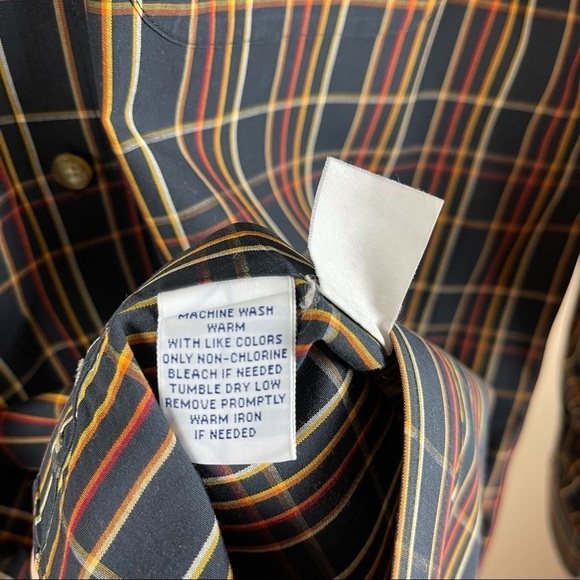 MACHINE WASH
WARM
WITH LIKE COLORS
ONLY NON-CHLORINE
BLEACH IF NEEDED
TUMBLE DRY LOW
REMOVE PROMPTLY
WARM IRON
IF NEEDED